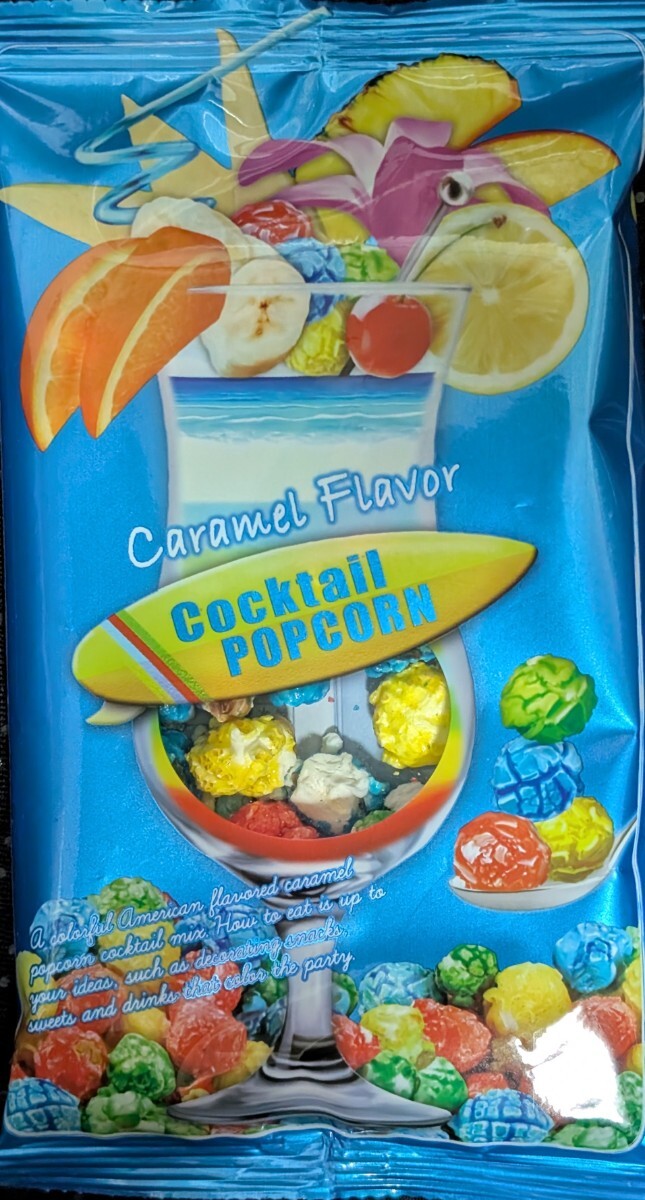 Caramel Flavor
Cocktail
POPCORN
A colorful American flavored caramel
popcorn cocktail mix. How to eat is up to
your ideas, such as decorating snacks,
sweets and drinks that color the party.